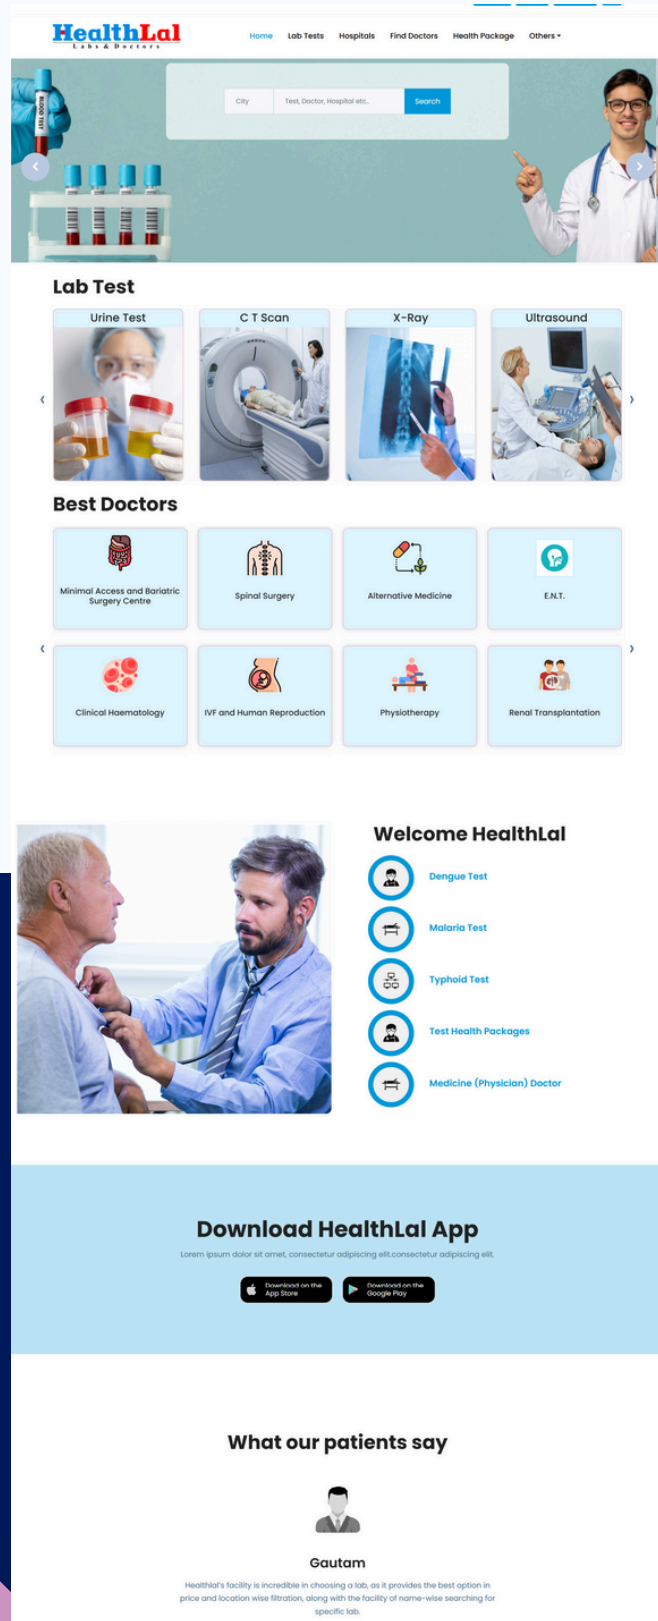 HealthLal
Labs & Doctors
Home Lab Tests Hospitals Find Doctors Health Package Others
City Test, Doctor, Hospital etc.. Search
BLOOD TEST
Lab Test
Urine Test C T Scan X-Ray Ultrasound
Best Doctors
Minimal Access and Bariatric
Surgery Centre
Spinal Surgery Alternative Medicine E.N.T.
Clinical Haematology IVF and Human Reproduction Physiotherapy Renal Transplantation
Welcome HealthLal
Dengue Test
Malaria Test
Typhoid Test
Test Health Packages
Medicine (Physician) Doctor
Download HealthLal App
Lorem ipsum dolor sit amet, consectetur adipiscing elit.consectetur adipiscing elit.
Download on the
App Store
Download on the
Google Play
What our patients say
Gautam
Healthlal's facility is incredible in choosing a lab, as it provides the best option in
price and location wise filtration, along with the facility of name-wise searching for
specific lab.